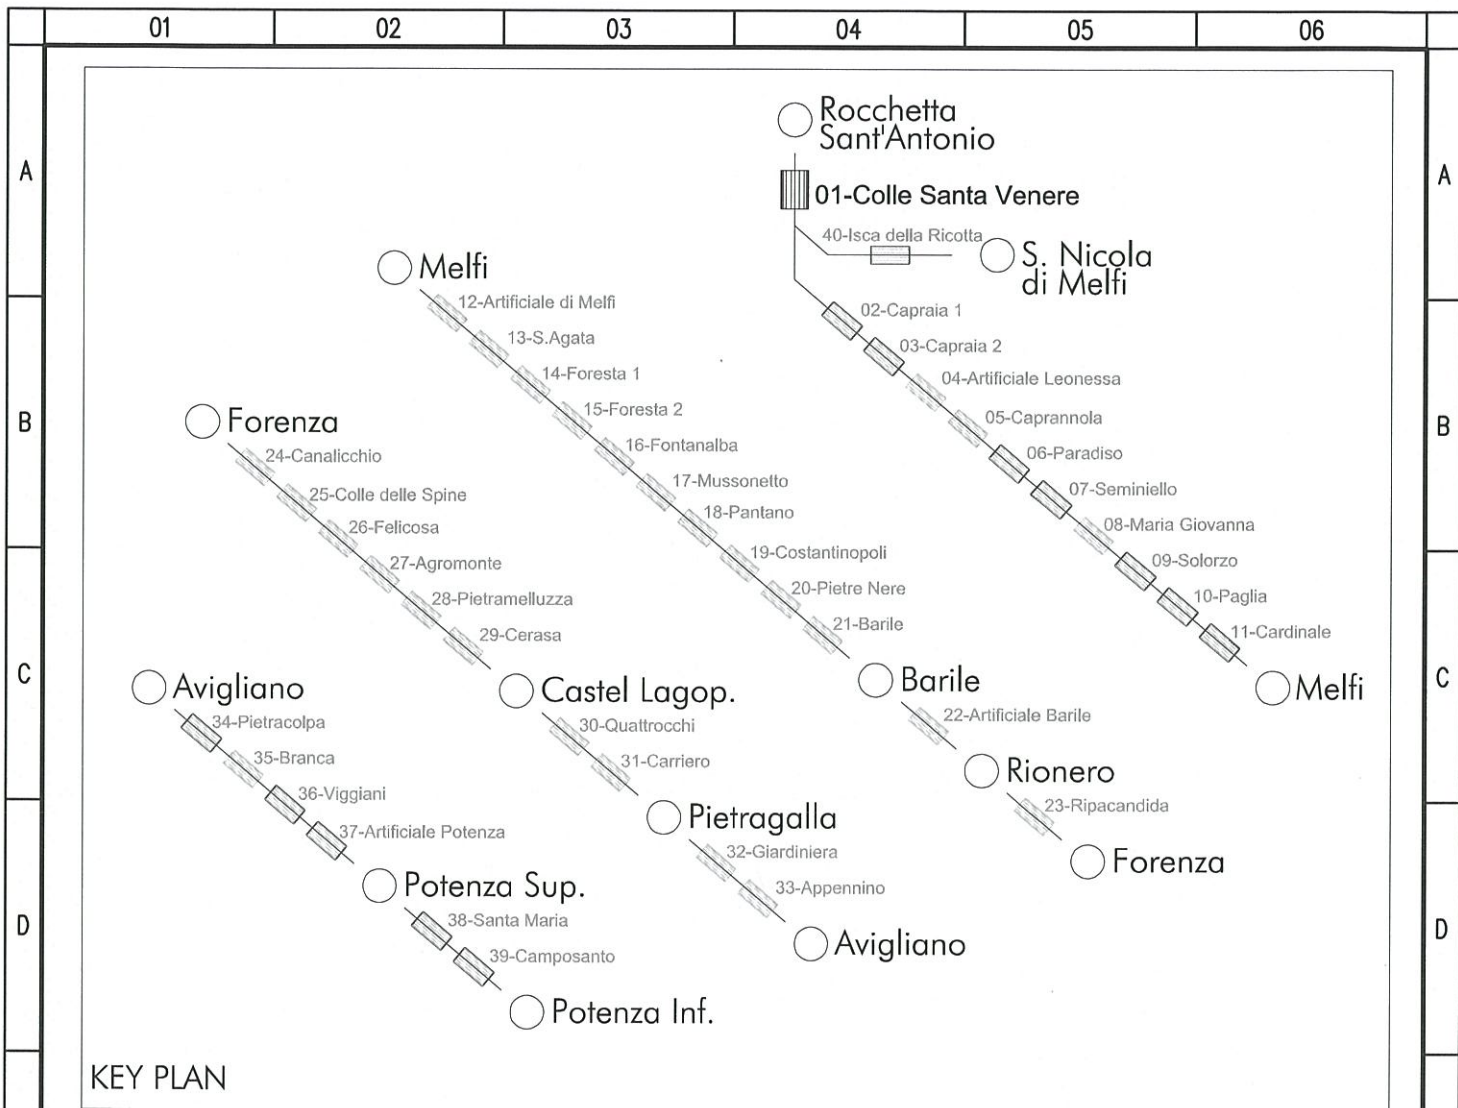 01 02 03 04 05 06
A
A
Rocchetta
Sant'Antonio
01-Colle Santa Venere
40-Isca della Ricotta
S. Nicola
di Melfi
Melfi
12-Artificiale di Melfi
13-S.Agata
14-Foresta 1
15-Foresta 2
16-Fontanalba
17-Mussonetto
18-Pantano
19-Costantinopoli
20-Pietre Nere
21-Barile
02-Capraia 1
03-Capraia 2
04-Artificiale Leonessa
05-Caprannola
06-Paradiso
07-Seminiello
08-Maria Giovanna
09-Solorzo
10-Paglia
11-Cardinale
Melfi
B
B
Forenza
24-Canalicchio
25-Colle delle Spine
26-Felicosa
27-Agromonte
28-Pietramelluzza
29-Cerasa
C
C
Avigliano
34-Pietracolpa
35-Branca
36-Viggiani
37-Artificiale Potenza
Castel Lagop.
30-Quattrocchi
31-Carriero
Barile
22-Artificiale Barile
Rionero
23-Ripacandida
Forenza
Pietragalla
32-Giardiniera
33-Appennino
Avigliano
D
D
Potenza Sup.
38-Santa Maria
39-Camposanto
Potenza Inf.
KEY PLAN